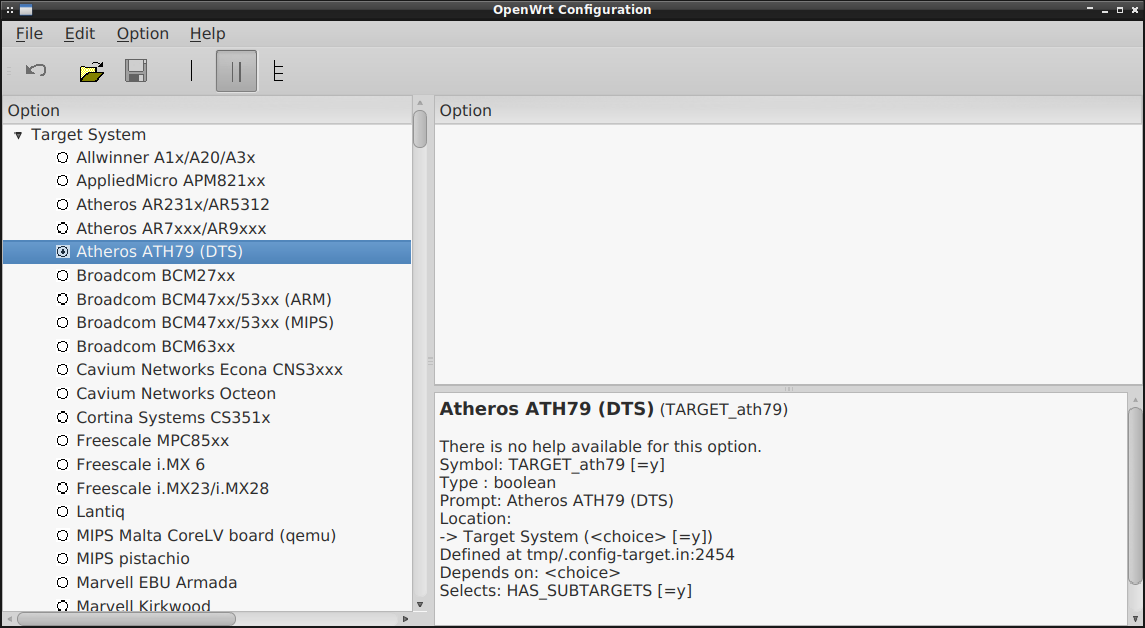 OpenWrt Configuration
File Edit Option Help
Option
Target System
Allwinner A1x/A20/A3x
AppliedMicro APM821xx
Atheros AR231x/AR5312
Atheros AR7xxx/AR9xxx
Atheros ATH79 (DTS)
Broadcom BCM27xx
Broadcom BCM47xx/53xx (ARM)
Broadcom BCM47xx/53xx (MIPS)
Broadcom BCM63xx
Cavium Networks Econa CNS3xxx
Cavium Networks Octeon
Cortina Systems CS351x
Freescale MPC85xx
Freescale i.MX 6
Freescale i.MX23/i.MX28
Lantiq
MIPS Malta CoreLV board (qemu)
MIPS pistachio
Marvell EBU Armada
Marvell Kirkwood
Option
Atheros ATH79 (DTS) (TARGET_ath79)
There is no help available for this option.
Symbol: TARGET_ath79 [=y]
Type : boolean
Prompt: Atheros ATH79 (DTS)
Location:
-> Target System (<choice> [=y])
Defined at tmp/.config-target.in:2454
Depends on: <choice>
Selects: HAS_SUBTARGETS [=y]